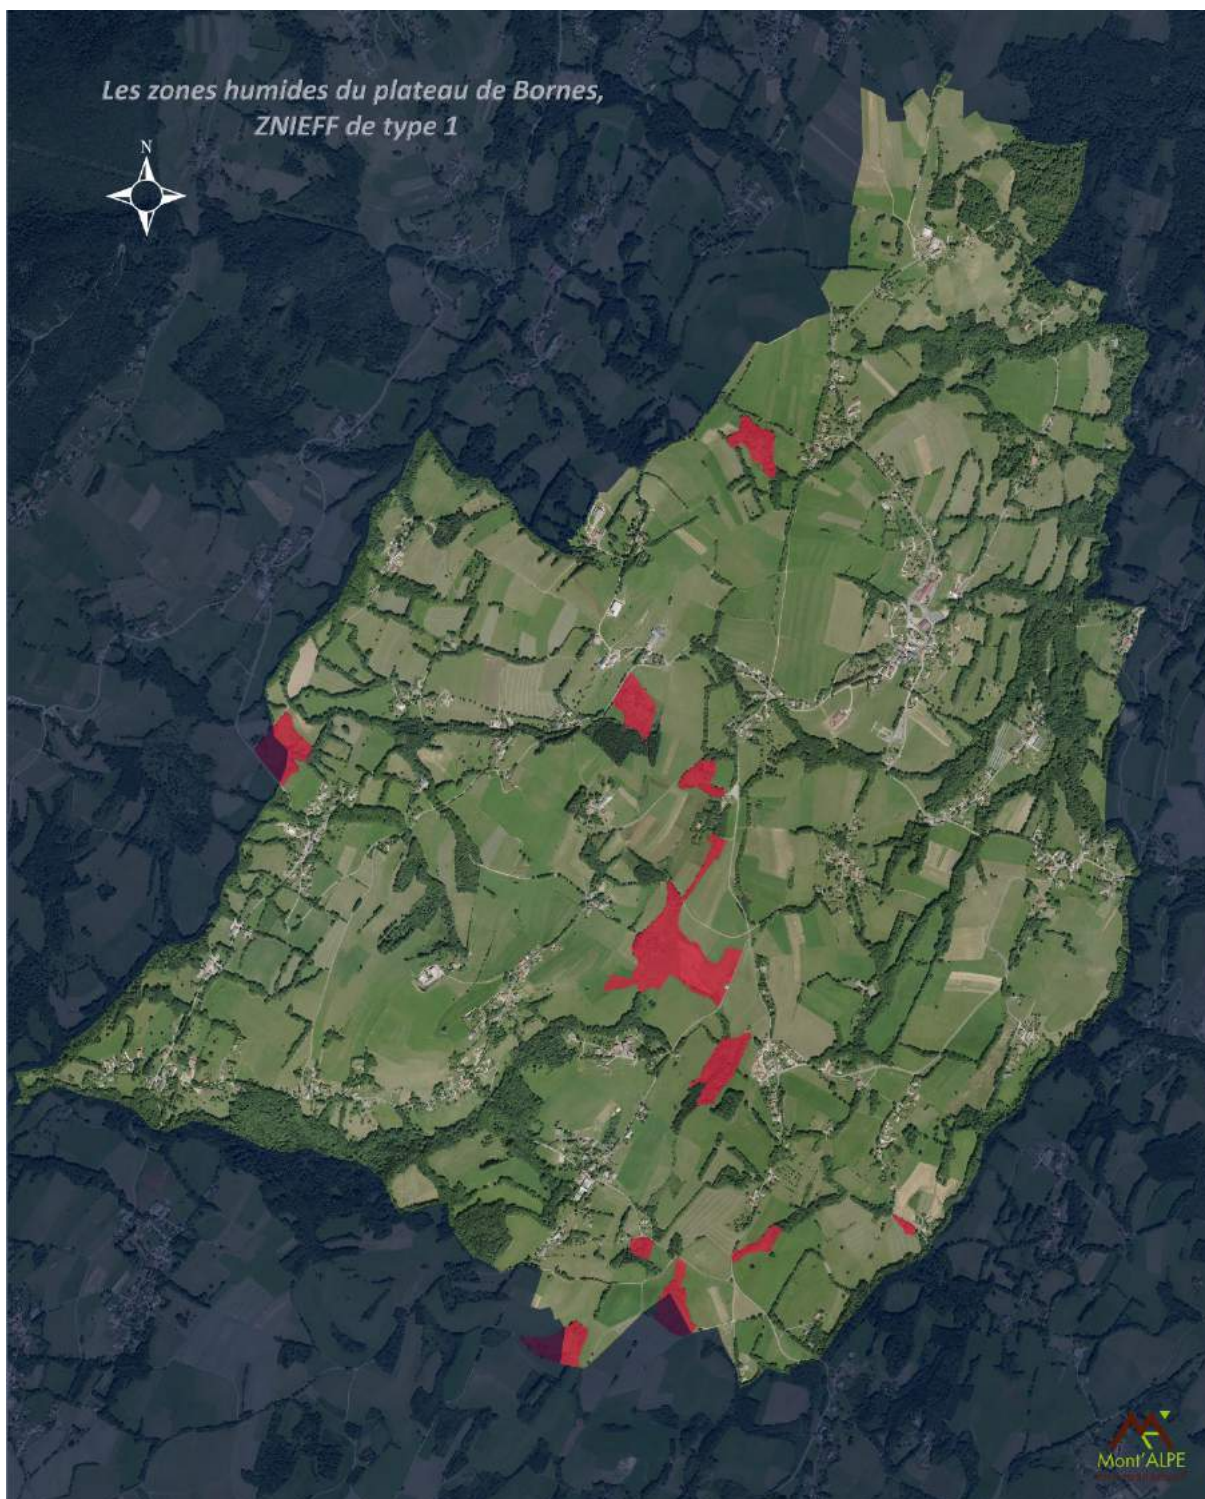 Les zones humides du plateau de Bornes,
ZNIEFF de type 1
N
Mont'ALPE